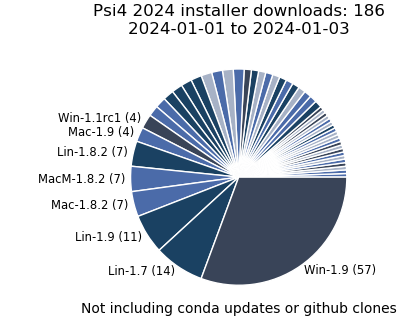 Psi4 2024 installer downloads: 186
2024-01-01 to 2024-01-03
Win-1.1rc1 (4)
Mac-1.9 (4)
Lin-1.8.2 (7)
MacM-1.8.2 (7)
Mac-1.8.2 (7)
Lin-1.9 (11)
Lin-1.7 (14)
Win-1.9 (57)
Not including conda updates or github clones